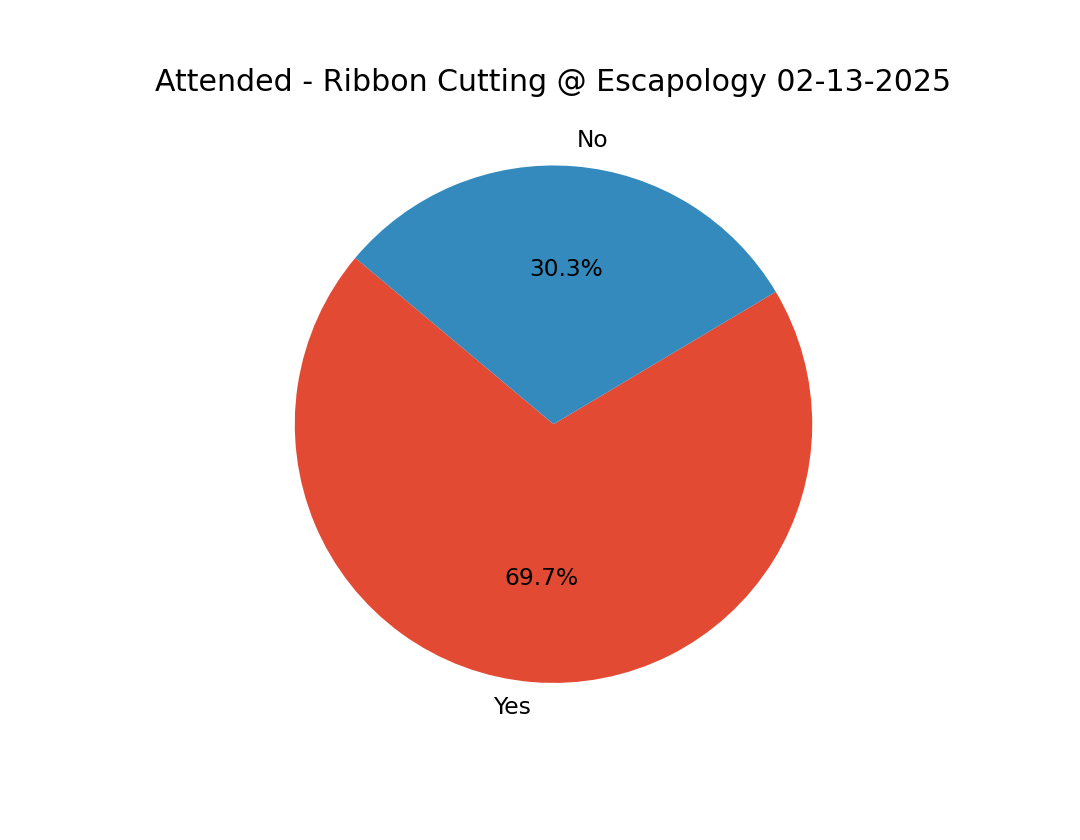 Attended - Ribbon Cutting @ Escapology 02-13-2025
No
30.3%
69.7%
Yes